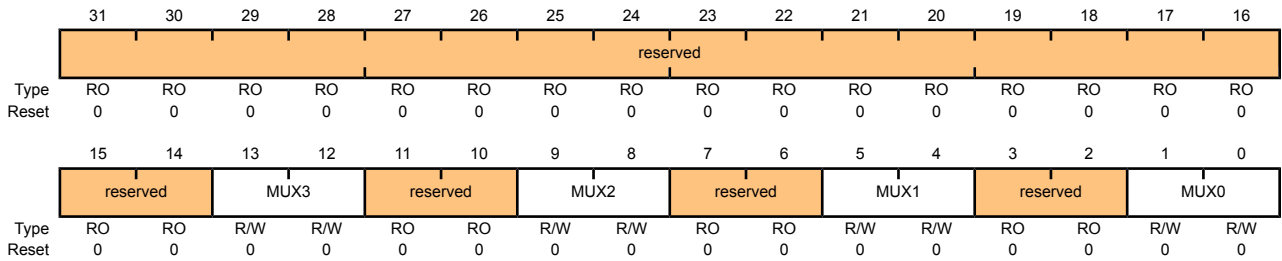 31 30 29 28 27 26 25 24 23 22 21 20 19 18 17 16
reserved
Type RO RO RO RO RO RO RO RO RO RO RO RO RO RO RO RO
Reset 0 0 0 0 0 0 0 0 0 0 0 0 0 0 0 0
15 14 13 12 11 10 9 8 7 6 5 4 3 2 1 0
reserved MUX3 reserved MUX2 reserved MUX1 reserved MUX0
Type RO RO R/W R/W RO RO R/W R/W RO RO R/W R/W RO RO R/W R/W
Reset 0 0 0 0 0 0 0 0 0 0 0 0 0 0 0 0